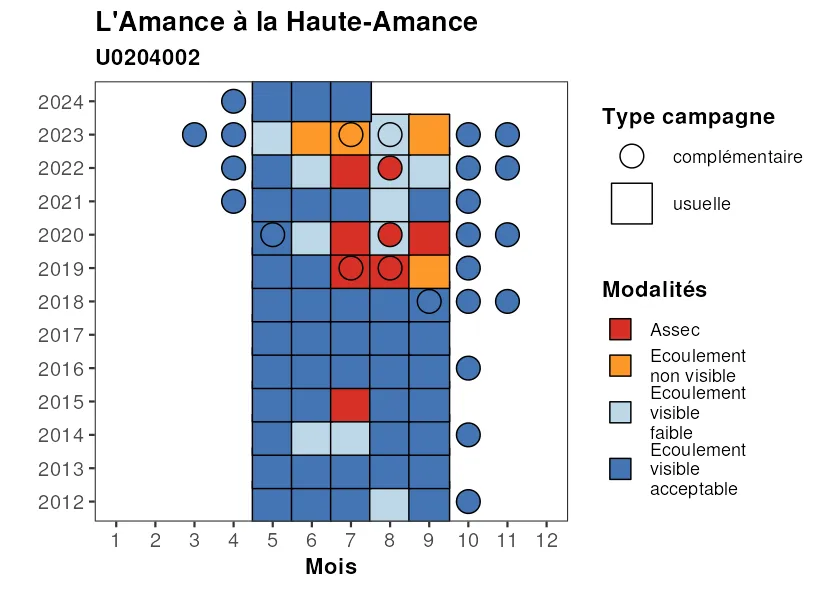 L'Amance à la Haute-Amance
U0204002
2024
2023
2022
2021
2020
2019
2018
2017
2016
2015
2014
2013
2012
1 2 3 4 5 6 7 8 9 10 11 12
Mois
Type campagne
complémentaire
usuelle
Modalités
Assec
Ecoulement
non visible
Ecoulement
visible
faible
Ecoulement
visible
acceptable